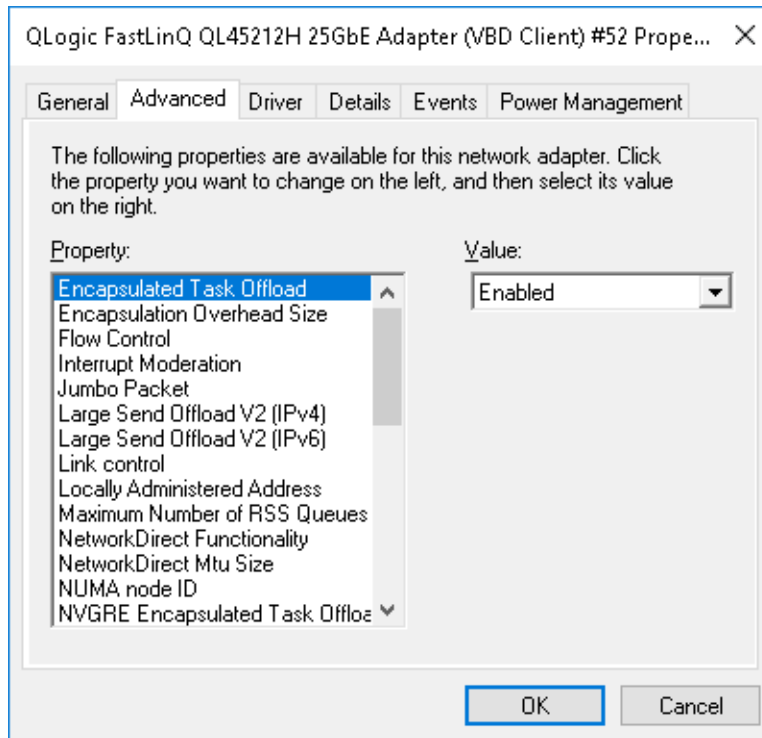 QLogic FastLinQ QL45212H 25GbE Adapter (VBD Client) #52 Prope...
General Advanced Driver Details Events Power Management
The following properties are available for this network adapter. Click
the property you want to change on the left, and then select its value
on the right.
Property: Value:
Encapsulated Task Offload Enabled
Encapsulation Overhead Size
Flow Control
Interrupt Moderation
Jumbo Packet
Large Send Offload V2 (IPv4)
Large Send Offload V2 (IPv6)
Link control
Locally Administered Address
Maximum Number of RSS Queues
NetworkDirect Functionality
NetworkDirect Mtu Size
NUMA node ID
NVGRE Encapsulated Task Offloa
OK Cancel